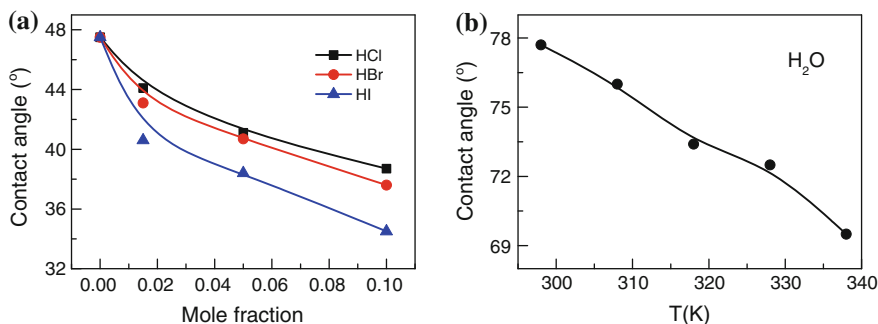 (a)
Contact angle (°)
48
44
40
36
32
HCl
HBr
HI
0.00 0.02 0.04 0.06 0.08 0.10
Mole fraction
(b)
Contact angle (°)
78
75
72
69
H₂O
300 310 320 330 340
T(K)